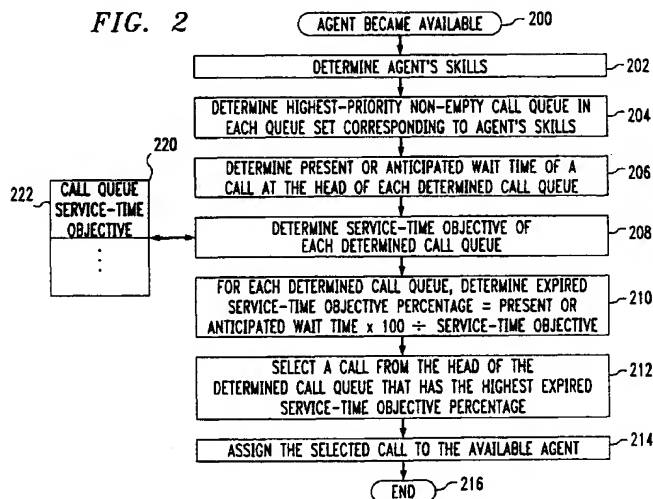 FIG. 2
AGENT BECAME AVAILABLE
200
DETERMINE AGENT'S SKILLS
202
DETERMINE HIGHEST-PRIORITY NON-EMPTY CALL QUEUE IN
EACH QUEUE SET CORRESPONDING TO AGENT'S SKILLS
204
DETERMINE PRESENT OR ANTICIPATED WAIT TIME OF A
CALL AT THE HEAD OF EACH DETERMINED CALL QUEUE
206
220
222
CALL QUEUE
SERVICE-TIME
OBJECTIVE
DETERMINE SERVICE-TIME OBJECTIVE
OF EACH DETERMINED CALL QUEUE
208
FOR EACH DETERMINED CALL QUEUE, DETERMINE EXPIRED
SERVICE-TIME OBJECTIVE PERCENTAGE = PRESENT OR
ANTICIPATED WAIT TIME x 100 ÷ SERVICE-TIME OBJECTIVE
210
SELECT A CALL FROM THE HEAD OF THE
DETERMINED CALL QUEUE THAT HAS THE HIGHEST EXPIRED
SERVICE-TIME OBJECTIVE PERCENTAGE
212
ASSIGN THE SELECTED CALL TO THE AVAILABLE AGENT
214
END
216